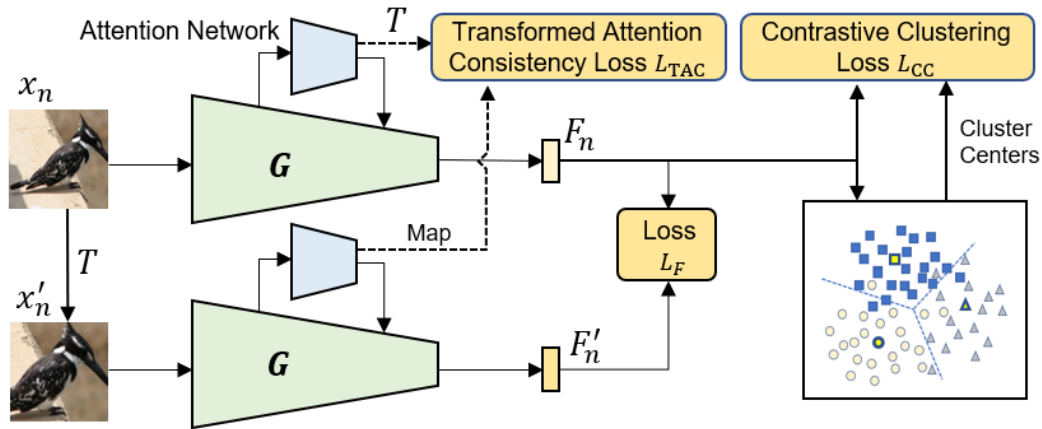 Attention Network
T
Transformed Attention
Consistency Loss L_TAC
Contrastive Clustering
Loss L_CC
x_n
G
F_n
Cluster
Centers
Map
Loss
L_F
T
x'_n
G
F'_n